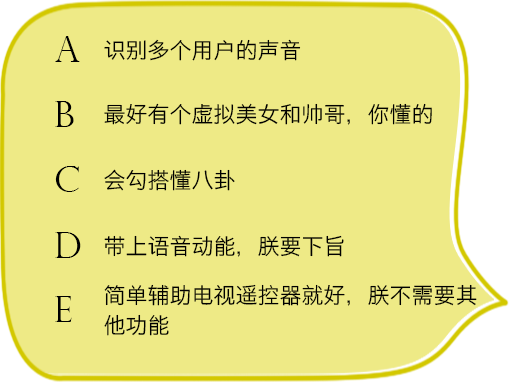 A 识别多个用户的声音
B 最好有个虚拟美女和帅哥，你懂的
C 会勾搭懂八卦
D 带上语音动能，朕要下旨
E 简单辅助电视遥控器就好，朕不需要其
他功能